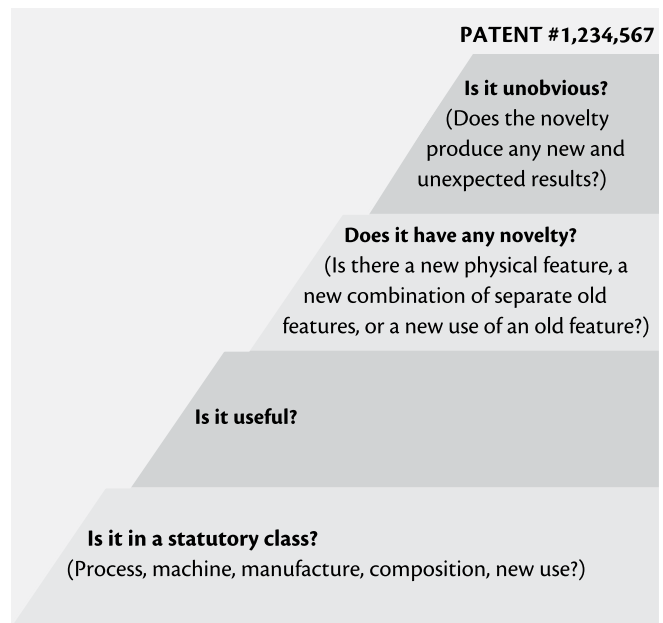 PATENT #1,234,567
Is it unobvious?
(Does the novelty
produce any new and
unexpected results?)
Does it have any novelty?
(Is there a new physical feature, a
new combination of separate old
features, or a new use of an old feature?)
Is it useful?
Is it in a statutory class?
(Process, machine, manufacture, composition, new use?)